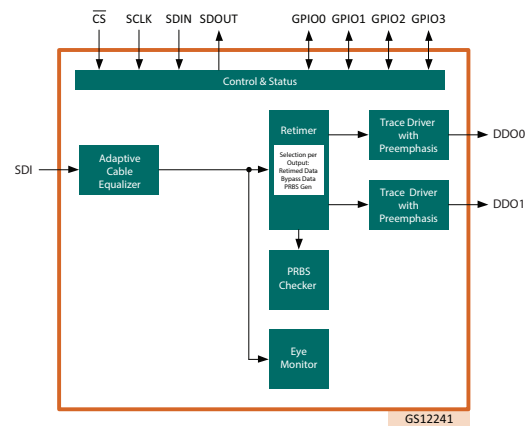 CS SCLK SDIN SDOUT GPIO0 GPIO1 GPIO2 GPIO3
Control & Status
SDI
Adaptive
Cable
Equalizer
Retimer
Selection per
Output:
Retimed Data
Bypass Data
PRBS Gen
Trace Driver
with
Preemphasis
DDO0
Trace Driver
with
Preemphasis
DDO1
PRBS
Checker
Eye
Monitor
GS12241